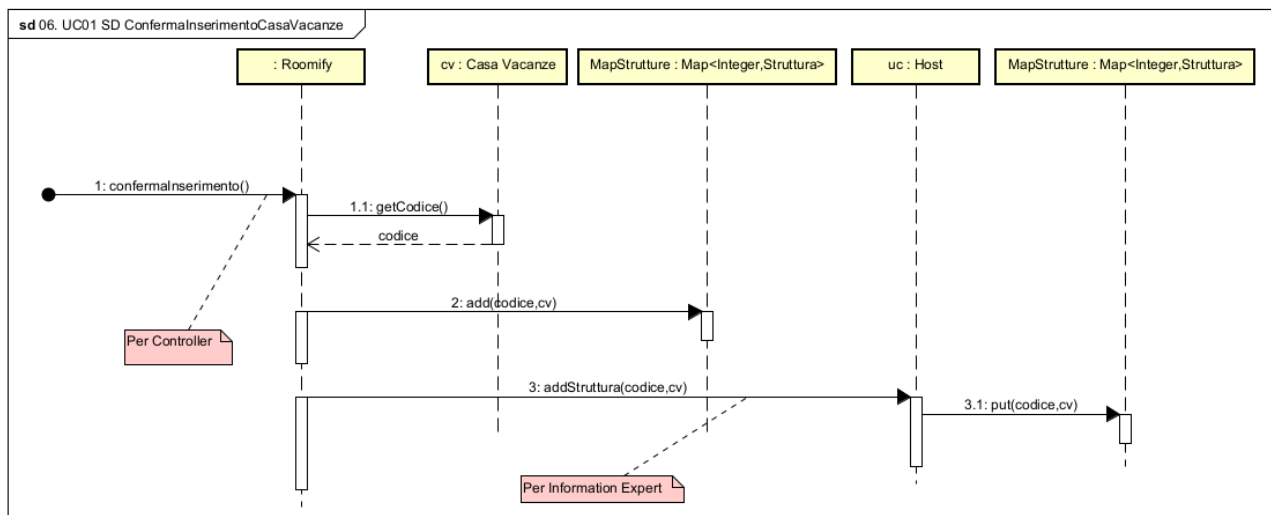 sd 06. UC01 SD ConfermaInserimentoCasaVacanze
: Roomify
cv : Casa Vacanze
MapStrutture : Map<Integer,Struttura>
uc : Host
MapStrutture : Map<Integer,Struttura>
1: confermaInserimento()
1.1: getCodice()
codice
2: add(codice,cv)
Per Controller
3: addStruttura(codice,cv)
3.1: put(codice,cv)
Per Information Expert